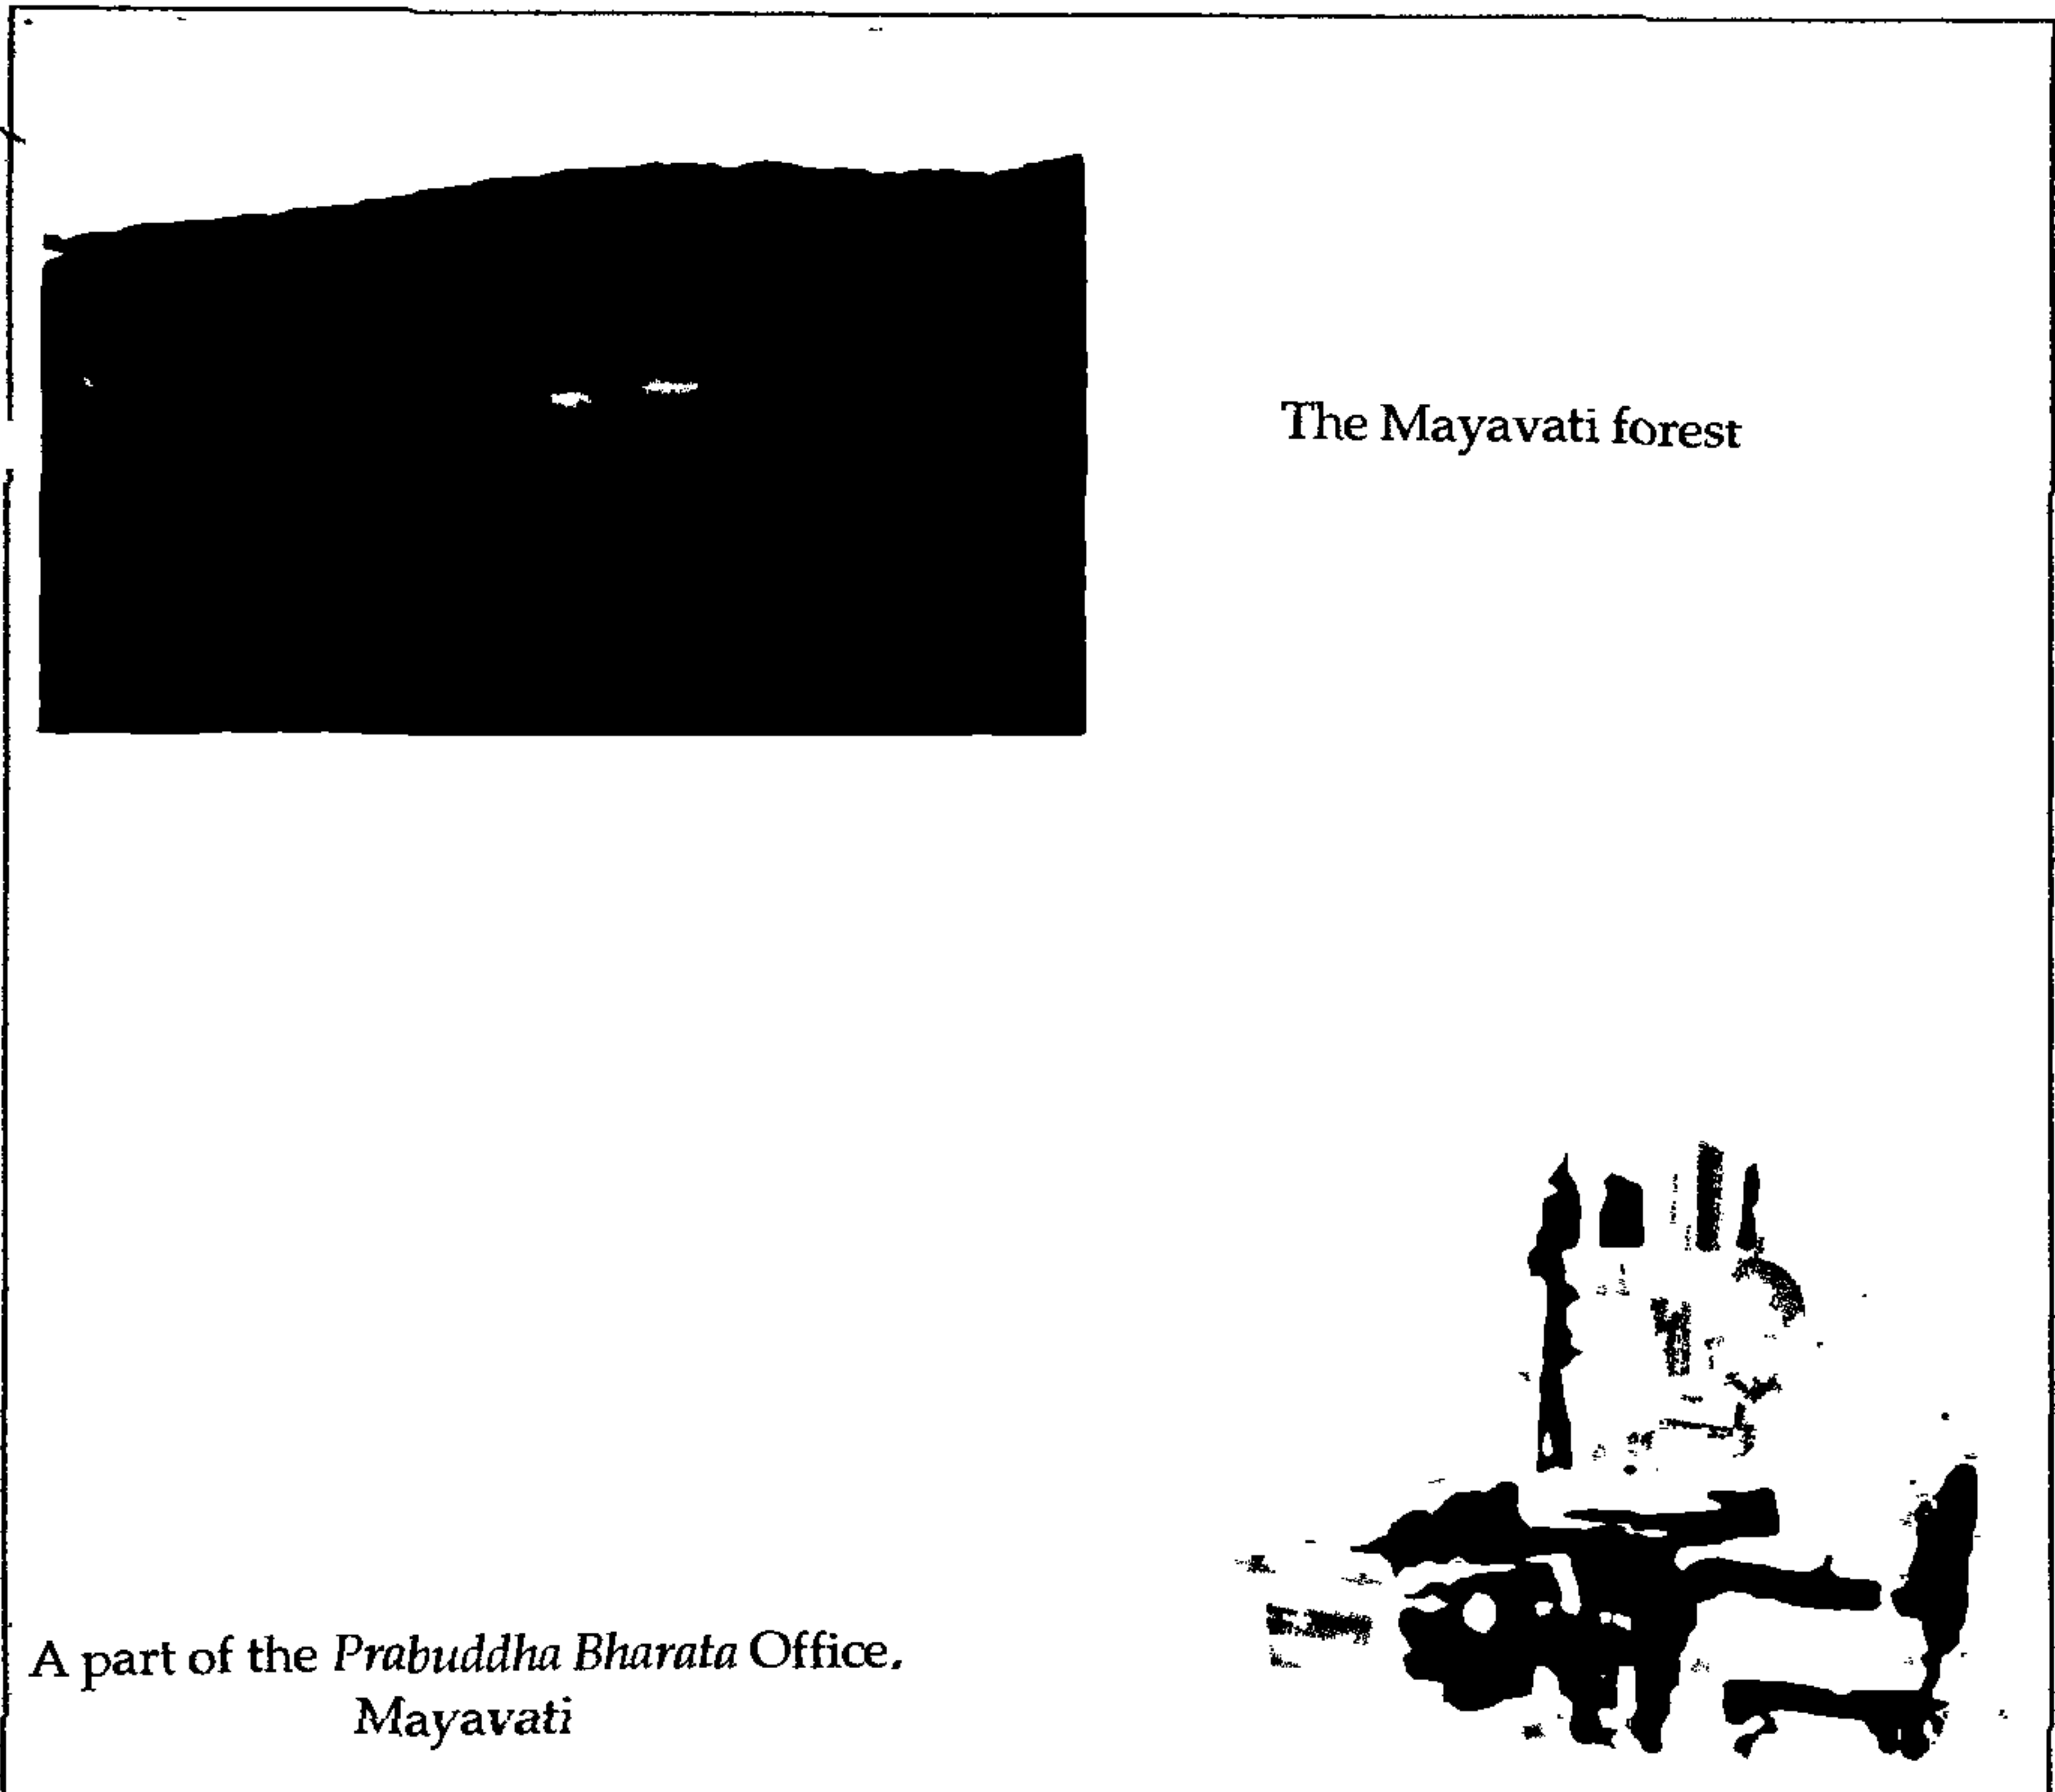 The Mayavati forest
A part of the Prabuddha Bharata Office,
Mayavati